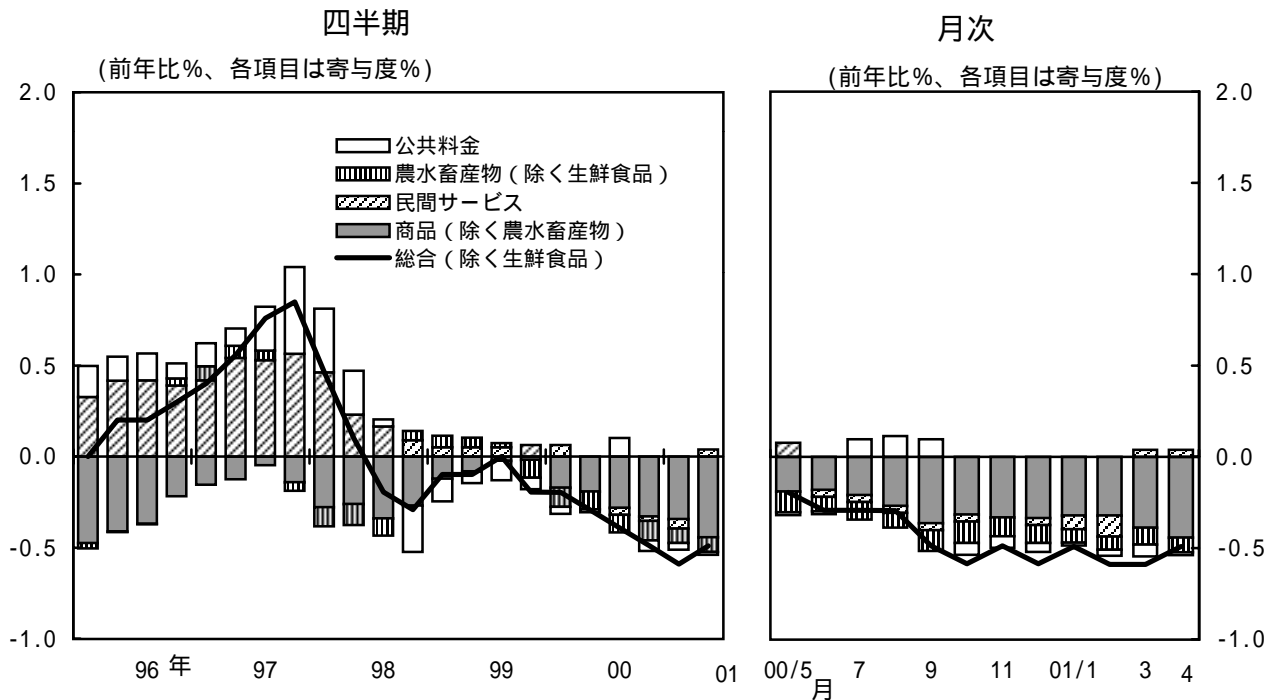 四半期
月次
(前年比%、各項目は寄与度%)
(前年比%、各項目は寄与度%)
2.0
1.5
1.0
0.5
0.0
-0.5
-1.0
公共料金
農水畜産物(除く生鮮食品)
民間サービス
商品(除く農水畜産物)
総合(除く生鮮食品)
2.0
1.5
1.0
0.5
0.0
-0.5
-1.0
96 年 97 98 99 00 01
00/5 7 9 11 01/1 3 4
月